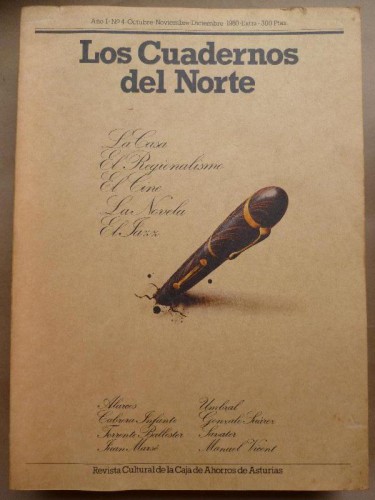 Año I - Nº 4 Octubre-Noviembre-Diciembre 1980
300 Ptas.
Los Cuadernos
del Norte
La Casa
El Regionalismo
El Cine
La Novela
El Jazz
Cabrera Infante
Torrente Ballester
Juan Marsé
Umbral
Gonzalo Suárez
Savater
Manuel Vicent
Revista Cultural de la Caja de Ahorros de Asturias